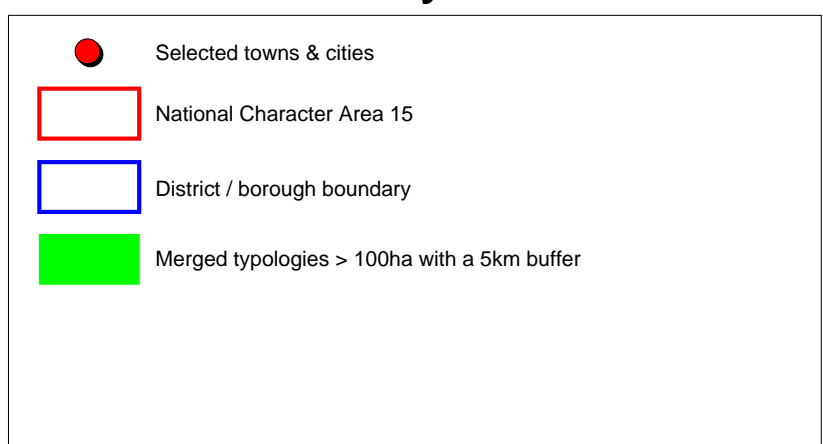 Selected towns & cities
National Character Area 15
District / borough boundary
Merged typologies > 100ha with a 5km buffer